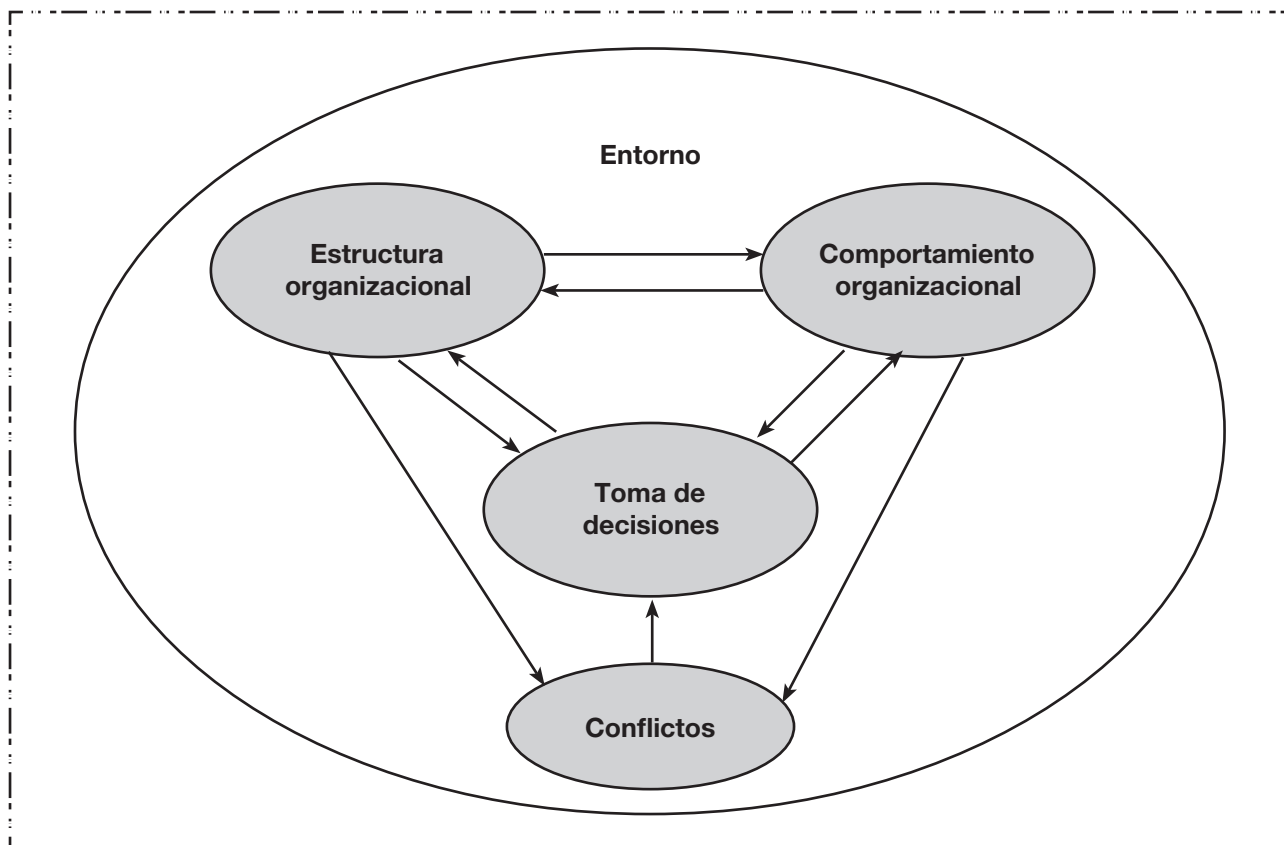 Entorno
Estructura
organizacional
Comportamiento
organizacional
Toma de
decisiones
Conflictos